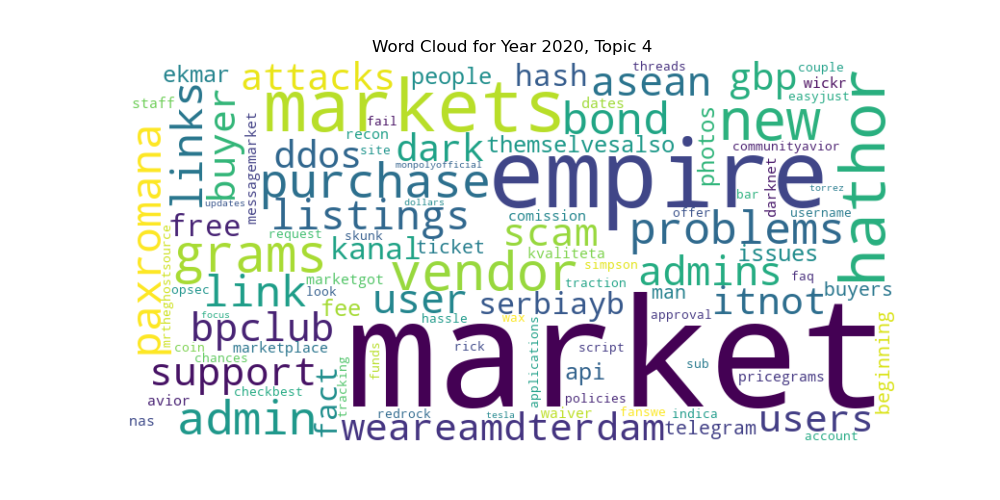 Word Cloud for Year 2020, Topic 4
threads couple
ekmar attacks people hash asean gbp wickr
staff markets dates easyjust
links buyer fail bond new hathor
recon photos communityavior
ddos site dark themselvesalso
messagemarket monpolyofficial empire darknet torrez
paxromana updates purchase dollars bar
free listings comission offer username
request skunk scam problems
grams kanal ticket kvaliteta issues
mrtheghostsource vendor simpson admins faq
opsec look marketgot traction man buyers
link fee user serbiayb itnot
focus hassle wax market approval
bpclub coin marketplace rick script beginning
chances funds applications sub
support tracking api pricegrams
avior checkbest fact policies
nas admin redrock tesla waiver fanswe indica users
weareamdterdam telegram account